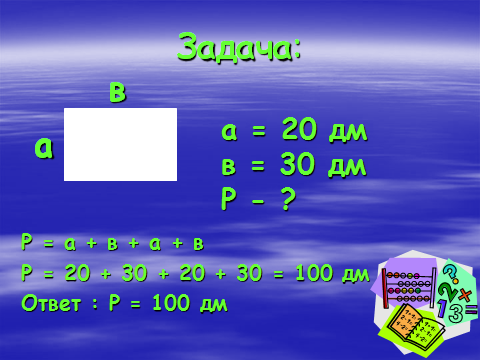 Задача:
в
а
а = 20 дм
в = 30 дм
Р - ?
Р = а + в + а + в
Р = 20 + 30 + 20 + 30 = 100 дм
Ответ : Р = 100 дм